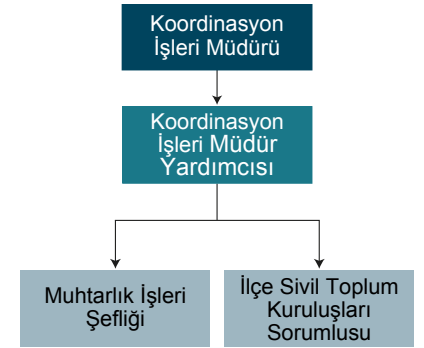 Koordinasyon
İşleri Müdürü
Koordinasyon
İşleri Müdür
Yardımcısı
Muhtarlık İşleri
Şefliği
İlçe Sivil Toplum
Kuruluşları
Sorumlusu